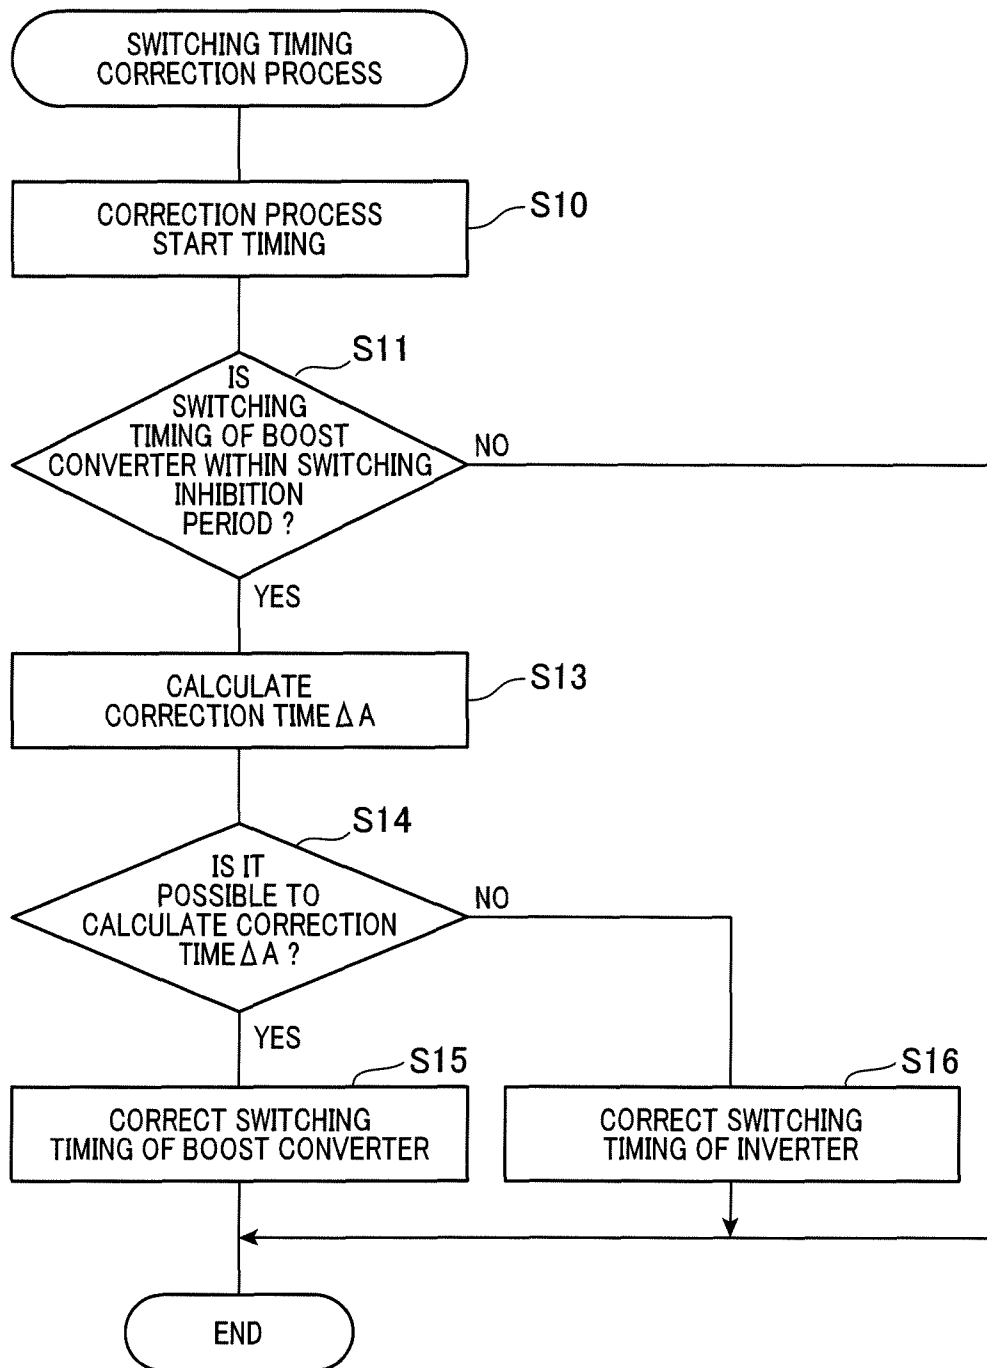 SWITCHING TIMING
CORRECTION PROCESS
CORRECTION PROCESS
START TIMING
S10
S11
IS
SWITCHING
TIMING OF BOOST
CONVERTER WITHIN SWITCHING
INHIBITION
PERIOD ?
NO
YES
CALCULATE
CORRECTION TIME Δ A
S13
S14
IS IT
POSSIBLE TO
CALCULATE CORRECTION
TIME Δ A ?
NO
YES
S15
CORRECT SWITCHING
TIMING OF BOOST CONVERTER
S16
CORRECT SWITCHING
TIMING OF INVERTER
END